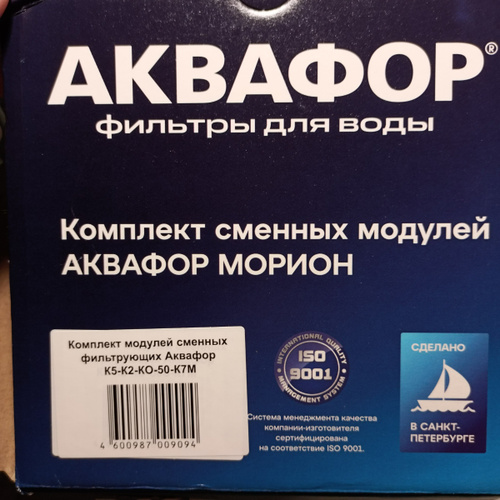 АКВАФОР®
фильтры для воды
Комплект сменных модулей
АКВАФОР МОРИОН
Комплект модулей сменных
фильтрующих Аквафор
К5-К2-КО-50-К7М
4 600987 009094
INTERNATIONAL QUALITY
ISO
9001
MANAGEMENT SYSTEM
Система менеджмента качества
компании-изготовителя
сертифицирована
на соответствие ISO 9001.
СДЕЛАНО
В САНКТ-
ПЕТЕРБУРГЕ